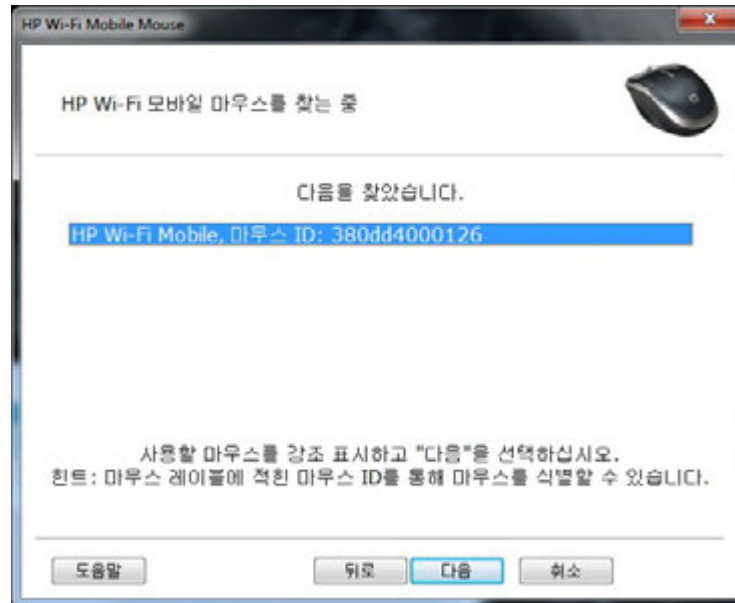 HP Wi-Fi Mobile Mouse
HP Wi-Fi 모바일 마우스를 찾는 중
다음을 찾았습니다.
HP Wi-Fi Mobile, 마우스 ID: 380dd4000126
사용할 마우스를 강조 표시하고 "다음"을 선택하십시오.
힌트: 마우스 레이블에 적힌 마우스 ID를 통해 마우스를 식별할 수 있습니다.
도움말
뒤로
다음
취소